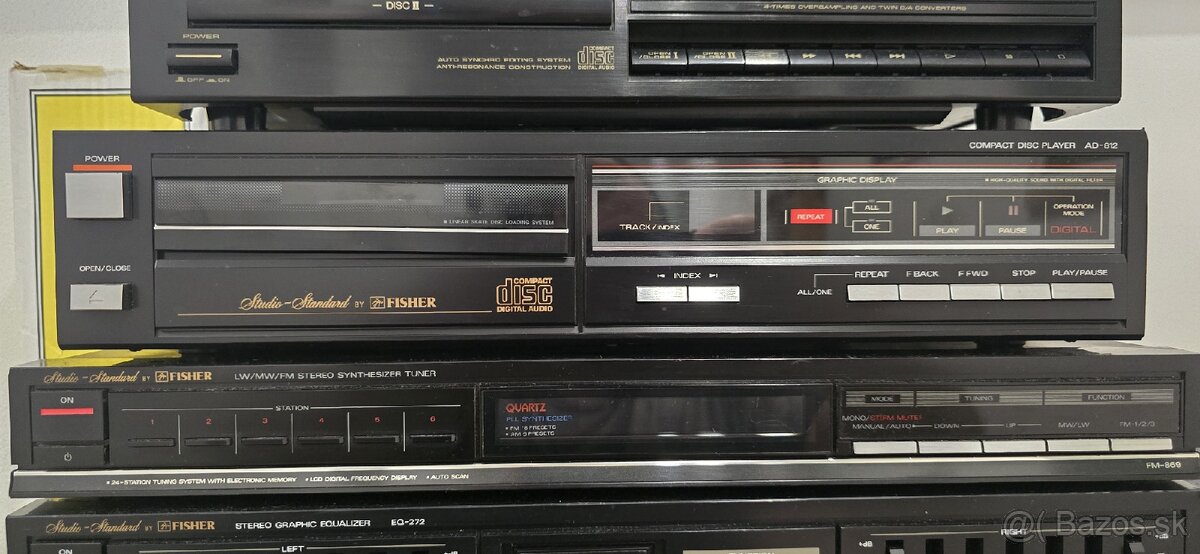 DISC II
4-TIMES OVERSAMPLING AND TWIN D/A CONVERTERS
POWER
OFF ON
AUTO SYNCHRO EDITING SYSTEM
ANTI-RESONANCE CONSTRUCTION
COMPACT disc DIGITAL AUDIO
OPEN/CLOSE I
OPEN/CLOSE II
COMPACT DISC PLAYER AD-812
POWER
GRAPHIC DISPLAY
HIGH-QUALITY SOUND WITH DIGITAL FILTER
LINEAR SKATE DISC LOADING SYSTEM
TRACK/INDEX
REPEAT
ALL
ONE
PLAY
PAUSE
OPERATION MODE
DIGITAL
OPEN/CLOSE
INDEX
ALL/ONE
REPEAT F BACK F FWD STOP PLAY/PAUSE
Studio-Standard BY FISHER
COMPACT disc DIGITAL AUDIO
Studio-Standard BY FISHER
LW/MW/FM STEREO SYNTHESIZER TUNER
ON
STATION
1 2 3 4 5 6
QUARTZ
PLL SYNTHESIZER
FM 18 PRESETS
AM 6 PRESETS
MODE TUNING FUNCTION
MONO/ST(FM MUTE)
MANUAL/AUTO DOWN UP MW/LW FM-1/2/3
24-STATION TUNING SYSTEM WITH ELECTRONIC MEMORY
LCD DIGITAL FREQUENCY DISPLAY
AUTO SCAN
FM-869
Studio-Standard BY FISHER
STEREO GRAPHIC EQUALIZER EQ-272
ON
LEFT
RIGHT
+dB
+dB
Bazos.sk